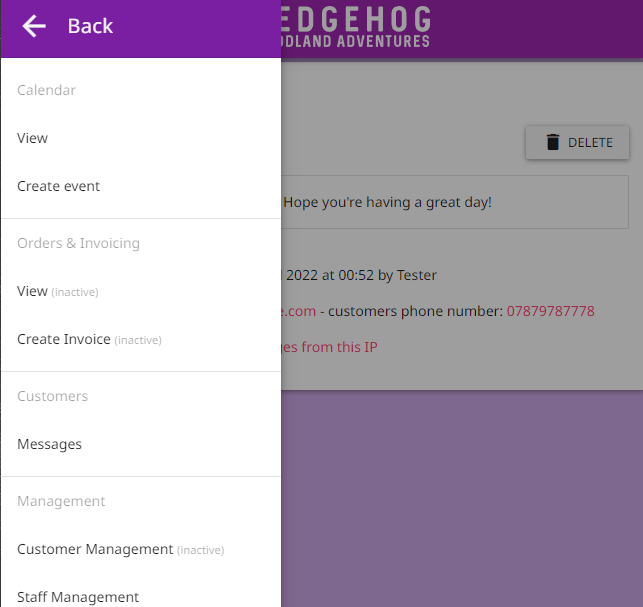 Back
EDGEHOG
ODLAND ADVENTURES
Calendar
View
Create event
DELETE
Hope you're having a great day!
Orders & Invoicing
View (inactive)
Create Invoice (inactive)
2022 at 00:52 by Tester
e.com - customers phone number: 07879787778
ges from this IP
Customers
Messages
Management
Customer Management (inactive)
Staff Management